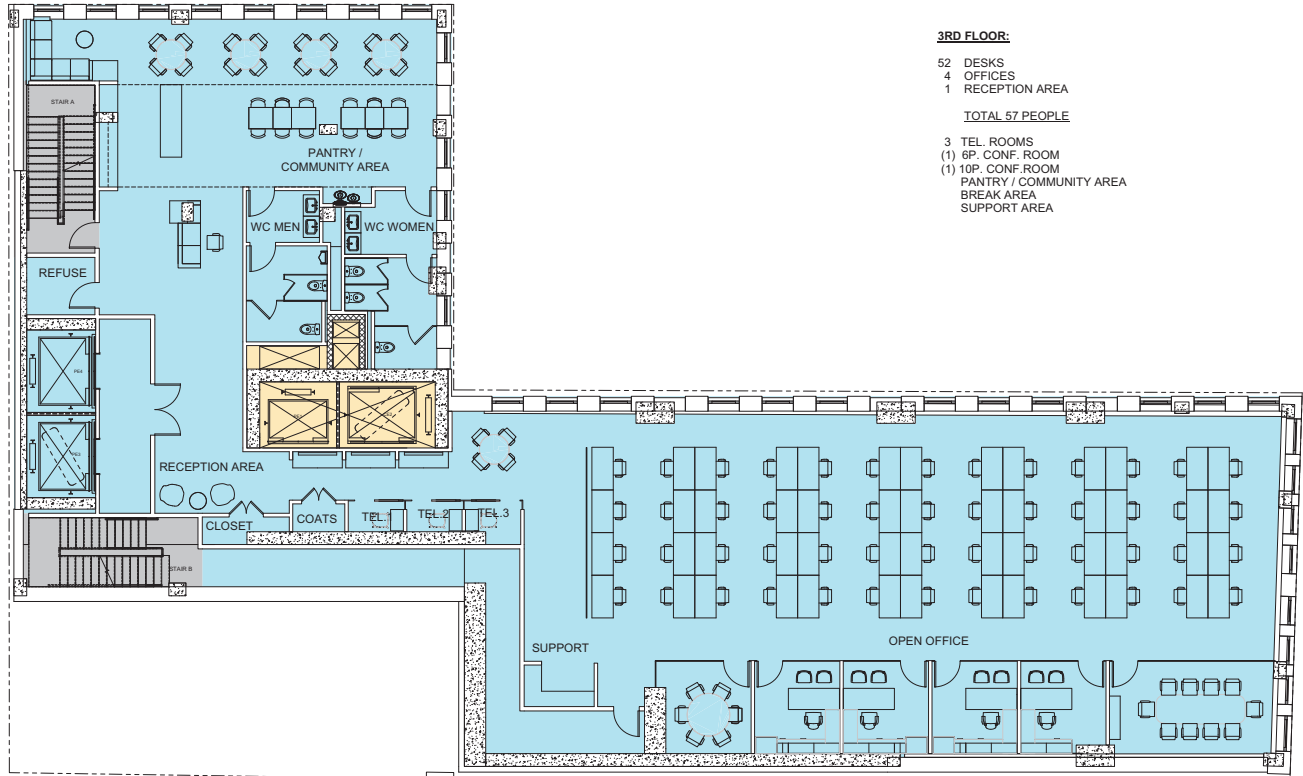 3RD FLOOR:
52 DESKS
4 OFFICES
1 RECEPTION AREA
TOTAL 57 PEOPLE
3 TEL. ROOMS
(1) 6P. CONF. ROOM
(1) 10P. CONF.ROOM
PANTRY / COMMUNITY AREA
BREAK AREA
SUPPORT AREA
STAIR A
PANTRY /
COMMUNITY AREA
WC MEN
WC WOMEN
REFUSE
RECEPTION AREA
CLOSET
COATS
TEL.1
TEL.2
TEL.3
STAIR B
SUPPORT
OPEN OFFICE